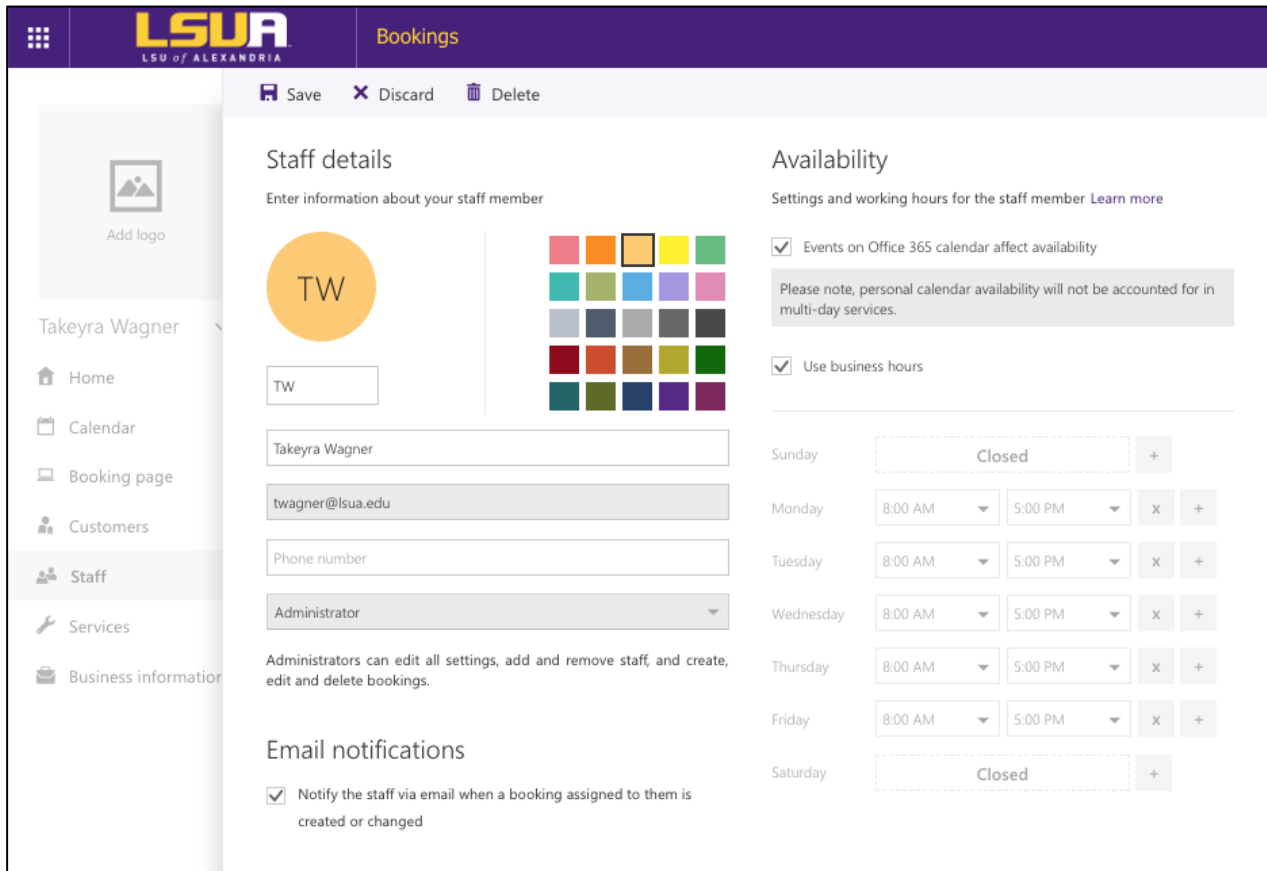 LSUA
LSU of ALEXANDRIA
Bookings
Save
Discard
Delete
Add logo
Takeyra Wagner
Home
Calendar
Booking page
Customers
Staff
Services
Business information
Staff details
Enter information about your staff member
TW
TW
Takeyra Wagner
twagner@lsua.edu
Phone number
Administrator
Administrators can edit all settings, add and remove staff, and create,
edit and delete bookings.
Email notifications
Notify the staff via email when a booking assigned to them is
created or changed
Availability
Settings and working hours for the staff member Learn more
Events on Office 365 calendar affect availability
Please note, personal calendar availability will not be accounted for in
multi-day services.
Use business hours
Sunday Closed +
Monday 8:00 AM 5:00 PM x +
Tuesday 8:00 AM 5:00 PM x +
Wednesday 8:00 AM 5:00 PM x +
Thursday 8:00 AM 5:00 PM x +
Friday 8:00 AM 5:00 PM x +
Saturday Closed +